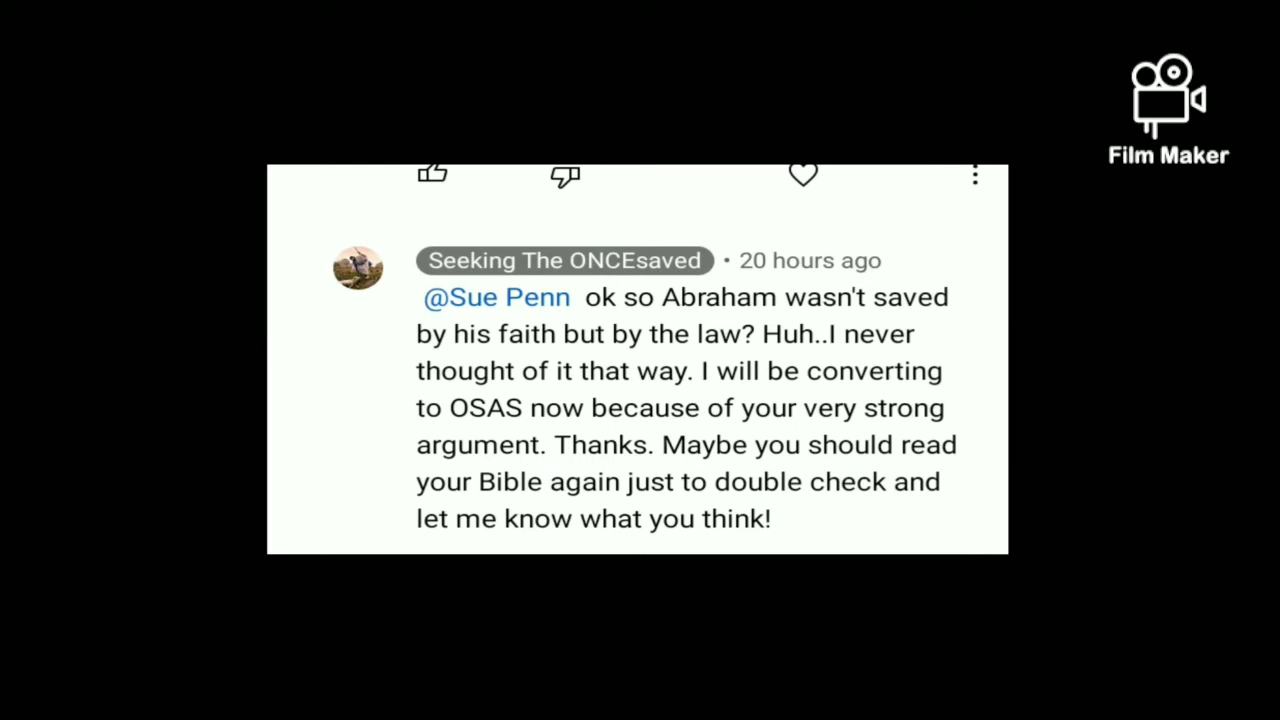 Film Maker
Seeking The ONCEsaved • 20 hours ago
@Sue Penn ok so Abraham wasn't saved
by his faith but by the law? Huh..I never
thought of it that way. I will be converting
to OSAS now because of your very strong
argument. Thanks. Maybe you should read
your Bible again just to double check and
let me know what you think!